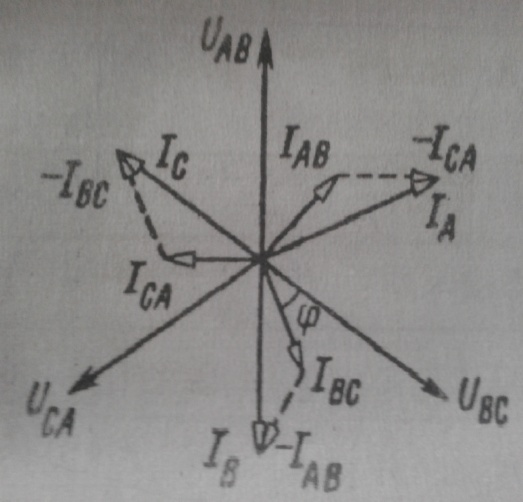 U_AB
I_C
I_AB
-I_CA
-I_BC
I_A
I_CA
φ
I_BC
U_CA
U_BC
I_B
-I_AB